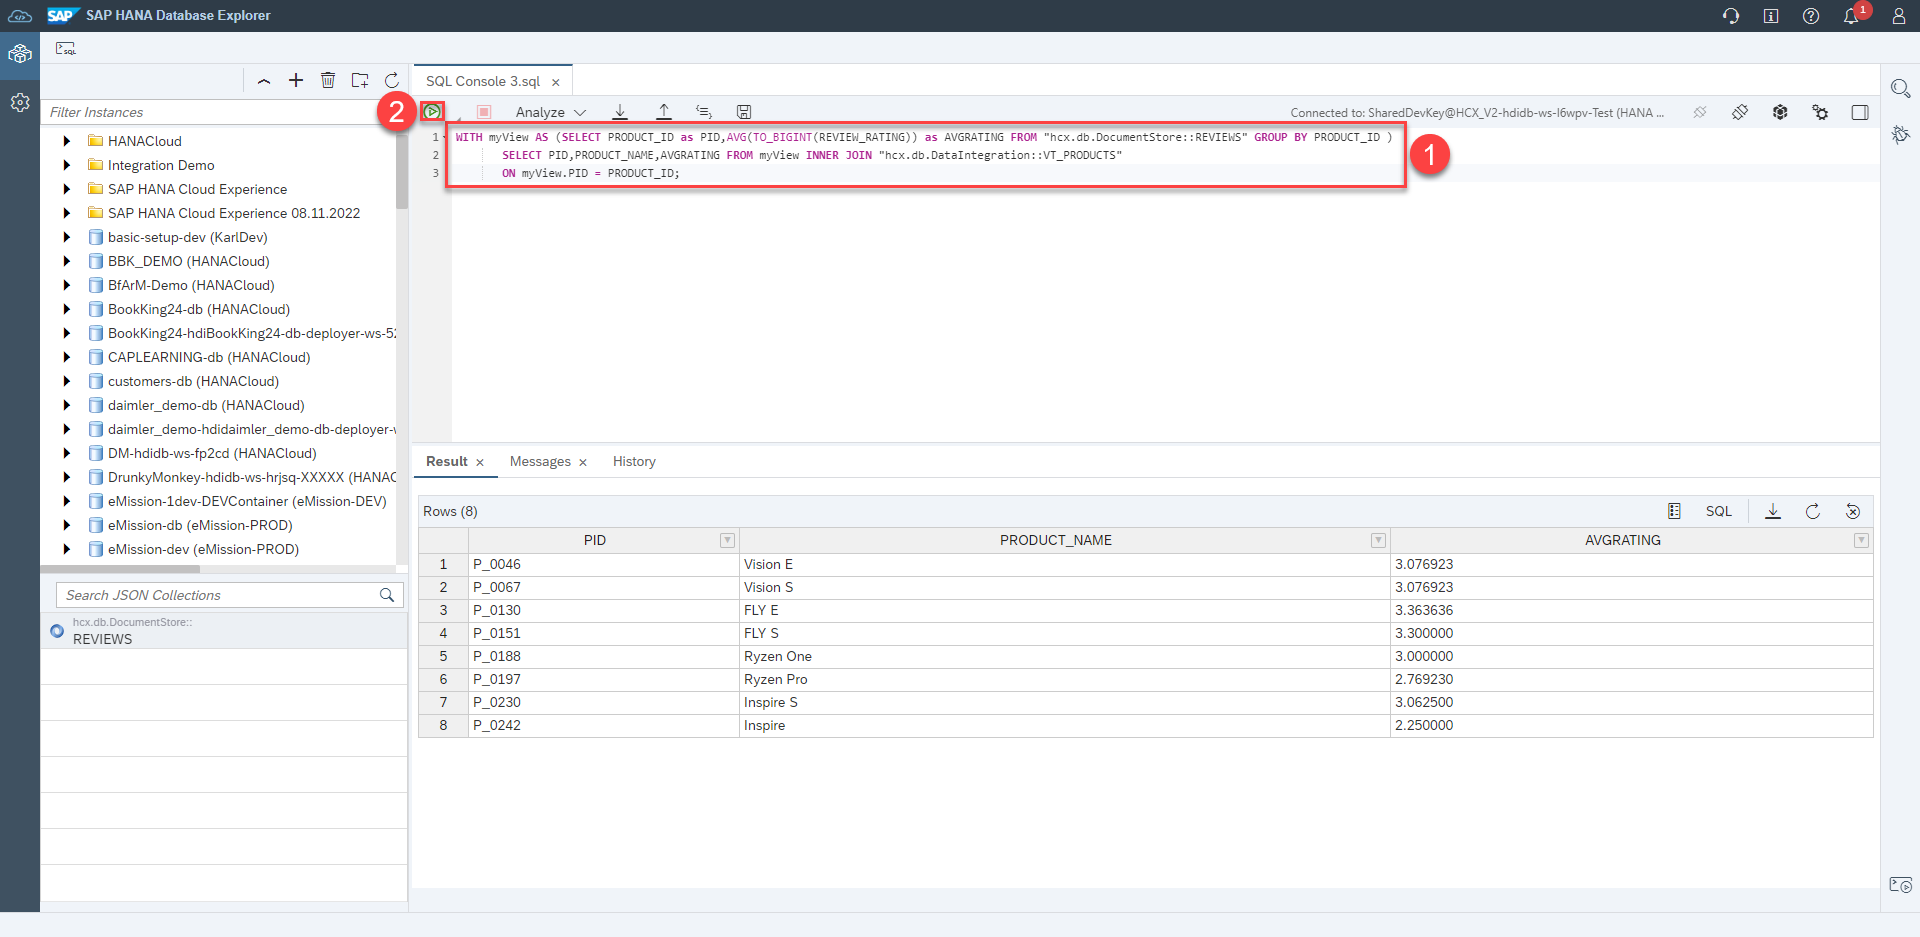 SAP SAP HANA Database Explorer
1
SQL
SQL Console 3.sql
2
Analyze
Connected to: SharedDevKey@HCX_V2-hdidb-ws-l6wpv-Test (HANA ...
Filter Instances
HANACloud
Integration Demo
SAP HANA Cloud Experience
SAP HANA Cloud Experience 08.11.2022
basic-setup-dev (KarlDev)
BBK_DEMO (HANACloud)
BfArM-Demo (HANACloud)
BookKing24-db (HANACloud)
BookKing24-hdiBookKing24-db-deployer-ws-52
CAPLEARNING-db (HANACloud)
customers-db (HANACloud)
daimler_demo-db (HANACloud)
daimler_demo-hdidaimler_demo-db-deployer-w
DM-hdidb-ws-fp2cd (HANACloud)
DrunkyMonkey-hdidb-ws-hrjsq-XXXXX (HANAC
eMission-1dev-DEVContainer (eMission-DEV)
eMission-db (eMission-PROD)
eMission-dev (eMission-PROD)
Search JSON Collections
hcx.db.DocumentStore::
REVIEWS
1 WITH myView AS (SELECT PRODUCT_ID as PID,AVG(TO_BIGINT(REVIEW_RATING)) as AVGRATING FROM "hcx.db.DocumentStore::REVIEWS" GROUP BY PRODUCT_ID )
2 SELECT PID,PRODUCT_NAME,AVGRATING FROM myView INNER JOIN "hcx.db.DataIntegration::VT_PRODUCTS"
3 ON myView.PID = PRODUCT_ID;
1
Result Messages History
Rows (8) SQL
PID PRODUCT_NAME AVGRATING
1 P_0046 Vision E 3.076923
2 P_0067 Vision S 3.076923
3 P_0130 FLY E 3.363636
4 P_0151 FLY S 3.300000
5 P_0188 Ryzen One 3.000000
6 P_0197 Ryzen Pro 2.769230
7 P_0230 Inspire S 3.062500
8 P_0242 Inspire 2.250000